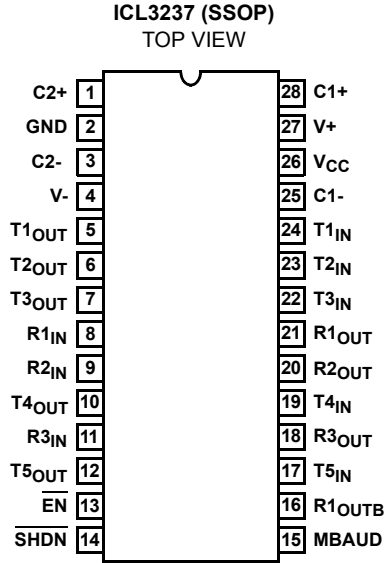 ICL3237 (SSOP)
TOP VIEW
C2+ 1 28 C1+
GND 2 27 V+
C2- 3 26 VCC
V- 4 25 C1-
T1OUT 5 24 T1IN
T2OUT 6 23 T2IN
T3OUT 7 22 T3IN
R1IN 8 21 R1OUT
R2IN 9 20 R2OUT
T4OUT 10 19 T4IN
R3IN 11 18 R3OUT
T5OUT 12 17 T5IN
EN 13 16 R1OUTB
SHDN 14 15 MBAUD